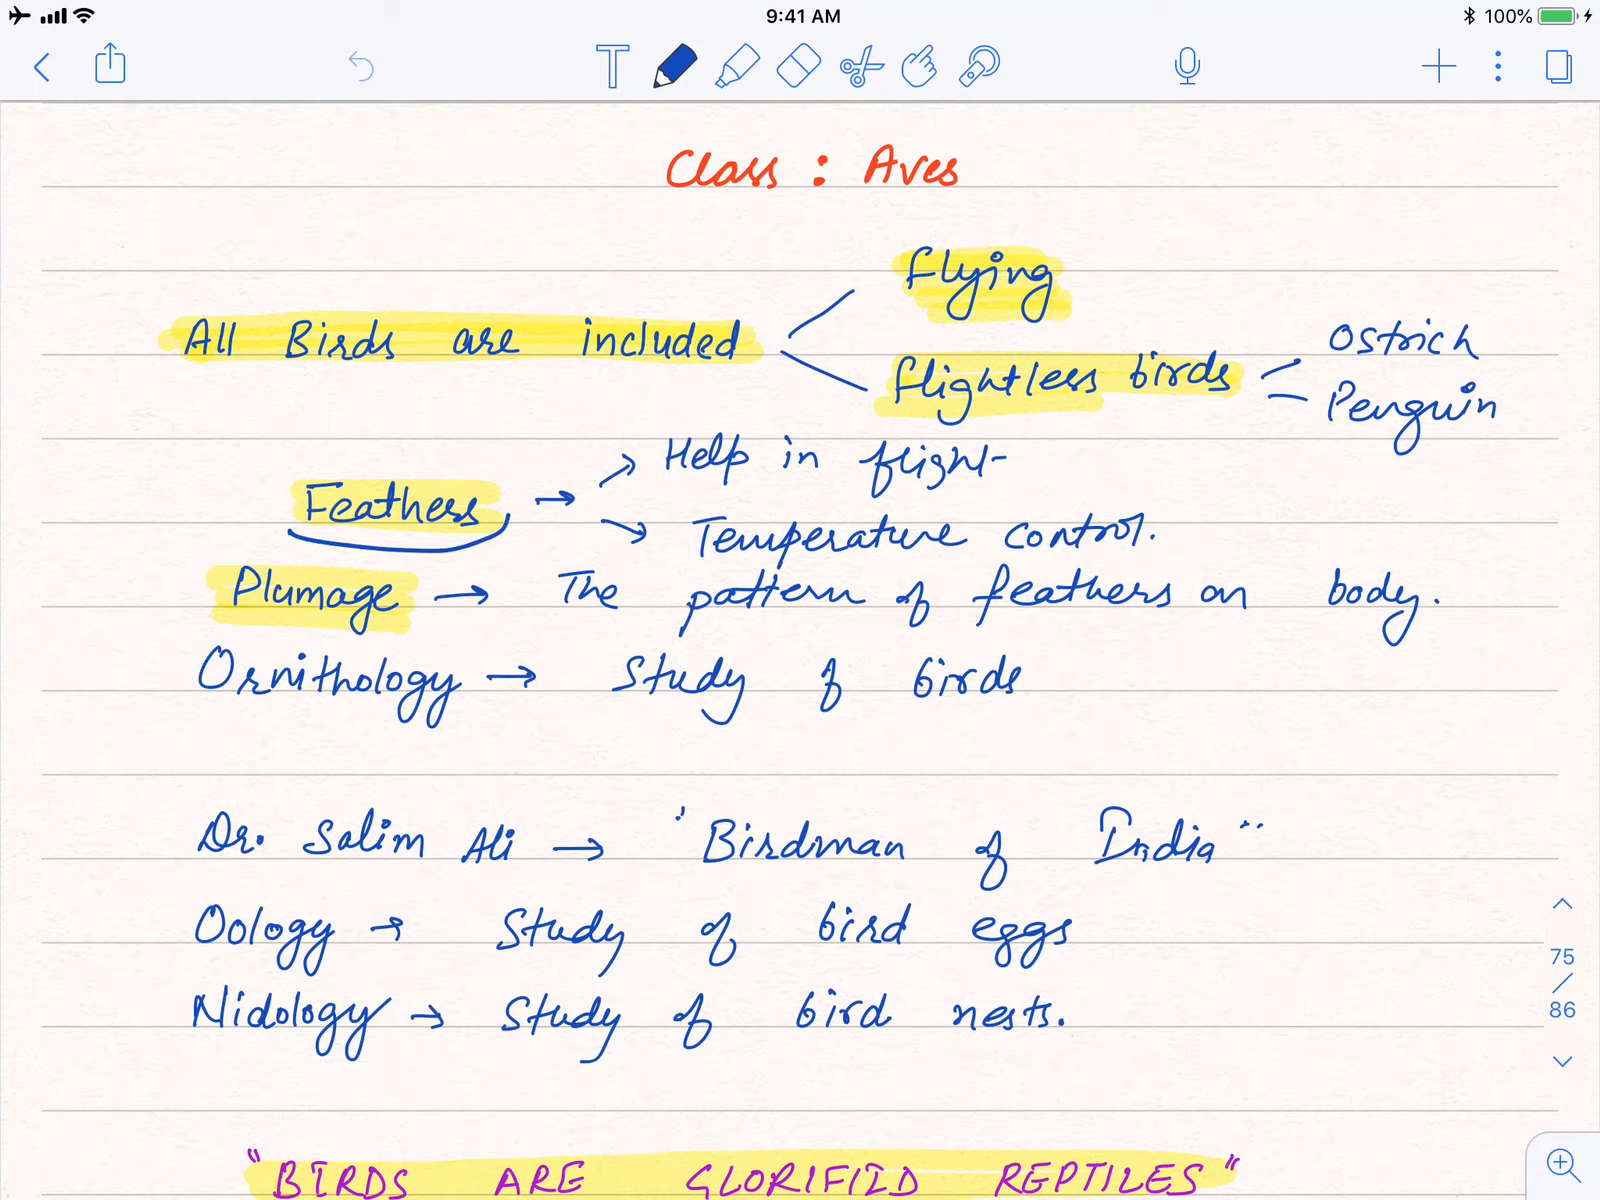 9:41 AM
100%
T
Class : Aves
Flying
All Birds are included
flightless birds
Ostrich
Penguin
Help in flight
Feathers →
Temperature control.
Plumage → The pattern of feathers on body.
Ornithology → Study of birds
Dr. Salim Ali → ' Birdman of India "
Oology → Study of bird eggs
Nidology → Study of bird nests.
75
/
86
"BIRDS ARE GLORIFIED REPTILES"